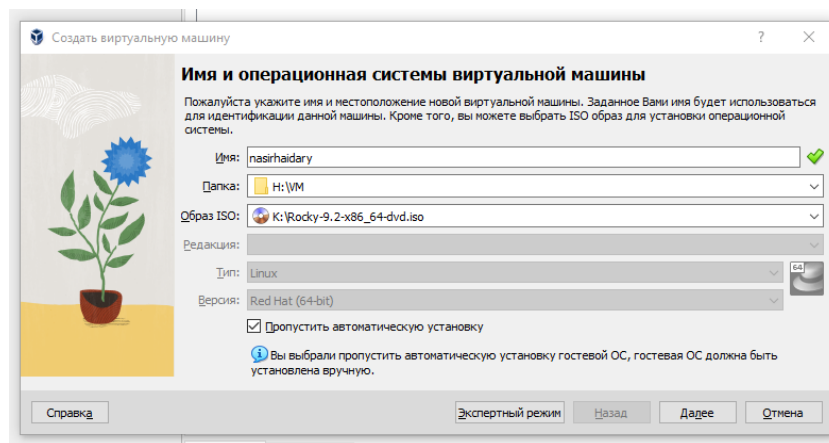 Создать виртуальную машину
Имя и операционная системы виртуальной машины
Пожалуйста укажите имя и местоположение новой виртуальной машины. Заданное Вами имя будет использоваться
для идентификации данной машины. Кроме того, вы можете выбрать ISO образ для установки операционной
системы.
Имя: nasirhaidary
Папка: H:\VM
Образ ISO: K:\Rocky-9.2-x86_64-dvd.iso
Редакция:
Тип: Linux
64
Версия: Red Hat (64-bit)
Пропустить автоматическую установку
Вы выбрали пропустить автоматическую установку гостевой ОС, гостевая ОС должна быть
установлена вручную.
Справка Экспертный режим Назад Далее Отмена